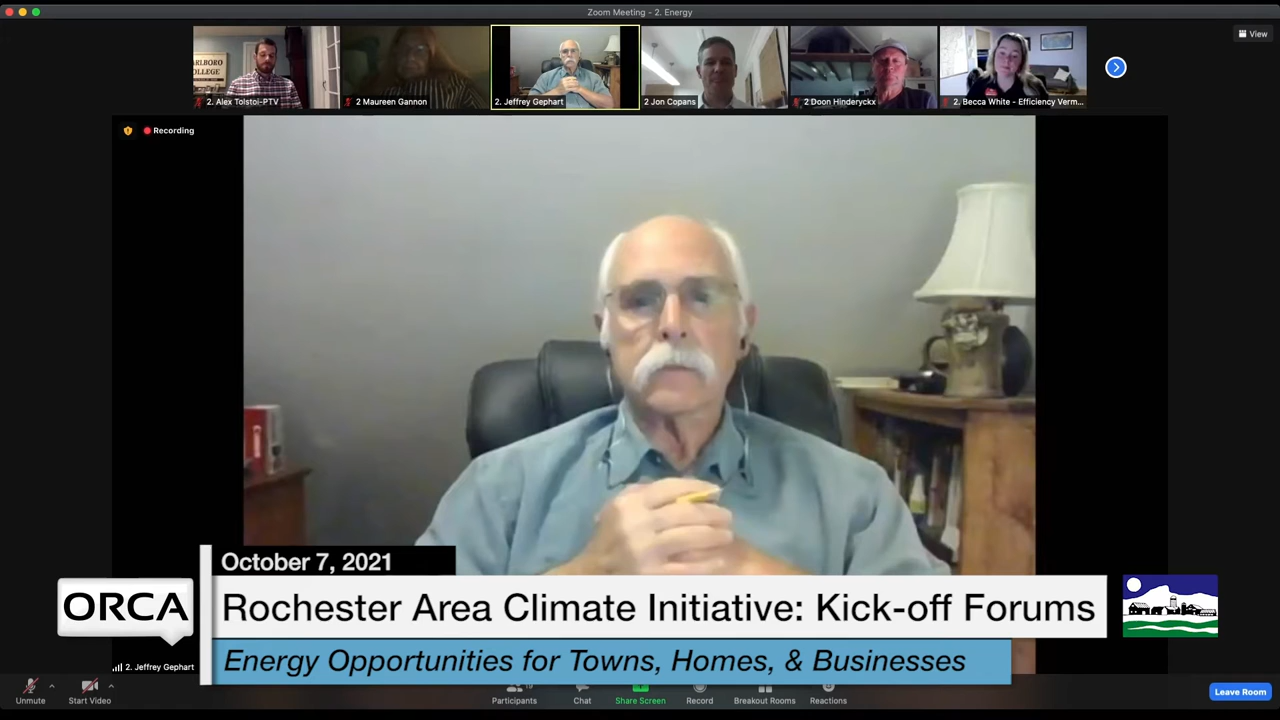 Zoom Meeting - 2. Energy
View
ARLBORO
COLLEGE
2. Alex Tolstoi-PTV
2 Maureen Gannon
2. Jeffrey Gephart
2 Jon Copans
2 Doon Hinderyckx
2. Becca White - Efficiency Verm...
Recording
October 7, 2021
ORCA
Rochester Area Climate Initiative: Kick-off Forums
Energy Opportunities for Towns, Homes, & Businesses
2. Jeffrey Gephart
Unmute
Start Video
Participants
Chat
Share Screen
Record
Breakout Rooms
Reactions
Leave Room